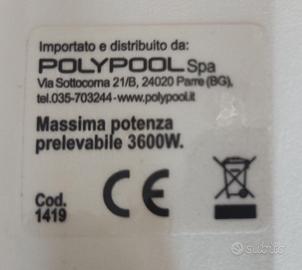 Importato e distribuito da:
POLYPOOL Spa
Via Sottocorna 21/B, 24020 Parre (BG),
tel.035-703244-www.polypool.it
Massima potenza
prelevabile 3600W.
Cod.
1419
CE
subito